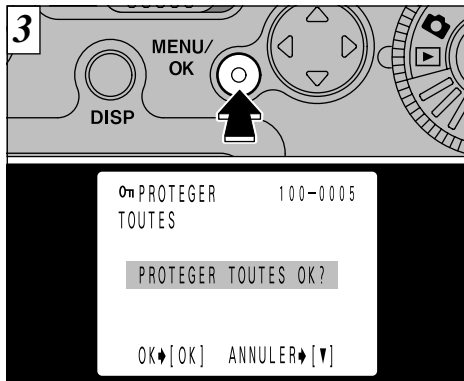 3
MENU/
OK
DISP
PROTEGER 100-0005
TOUTES
PROTEGER TOUTES OK?
OK➧[OK] ANNULER➧[▼]